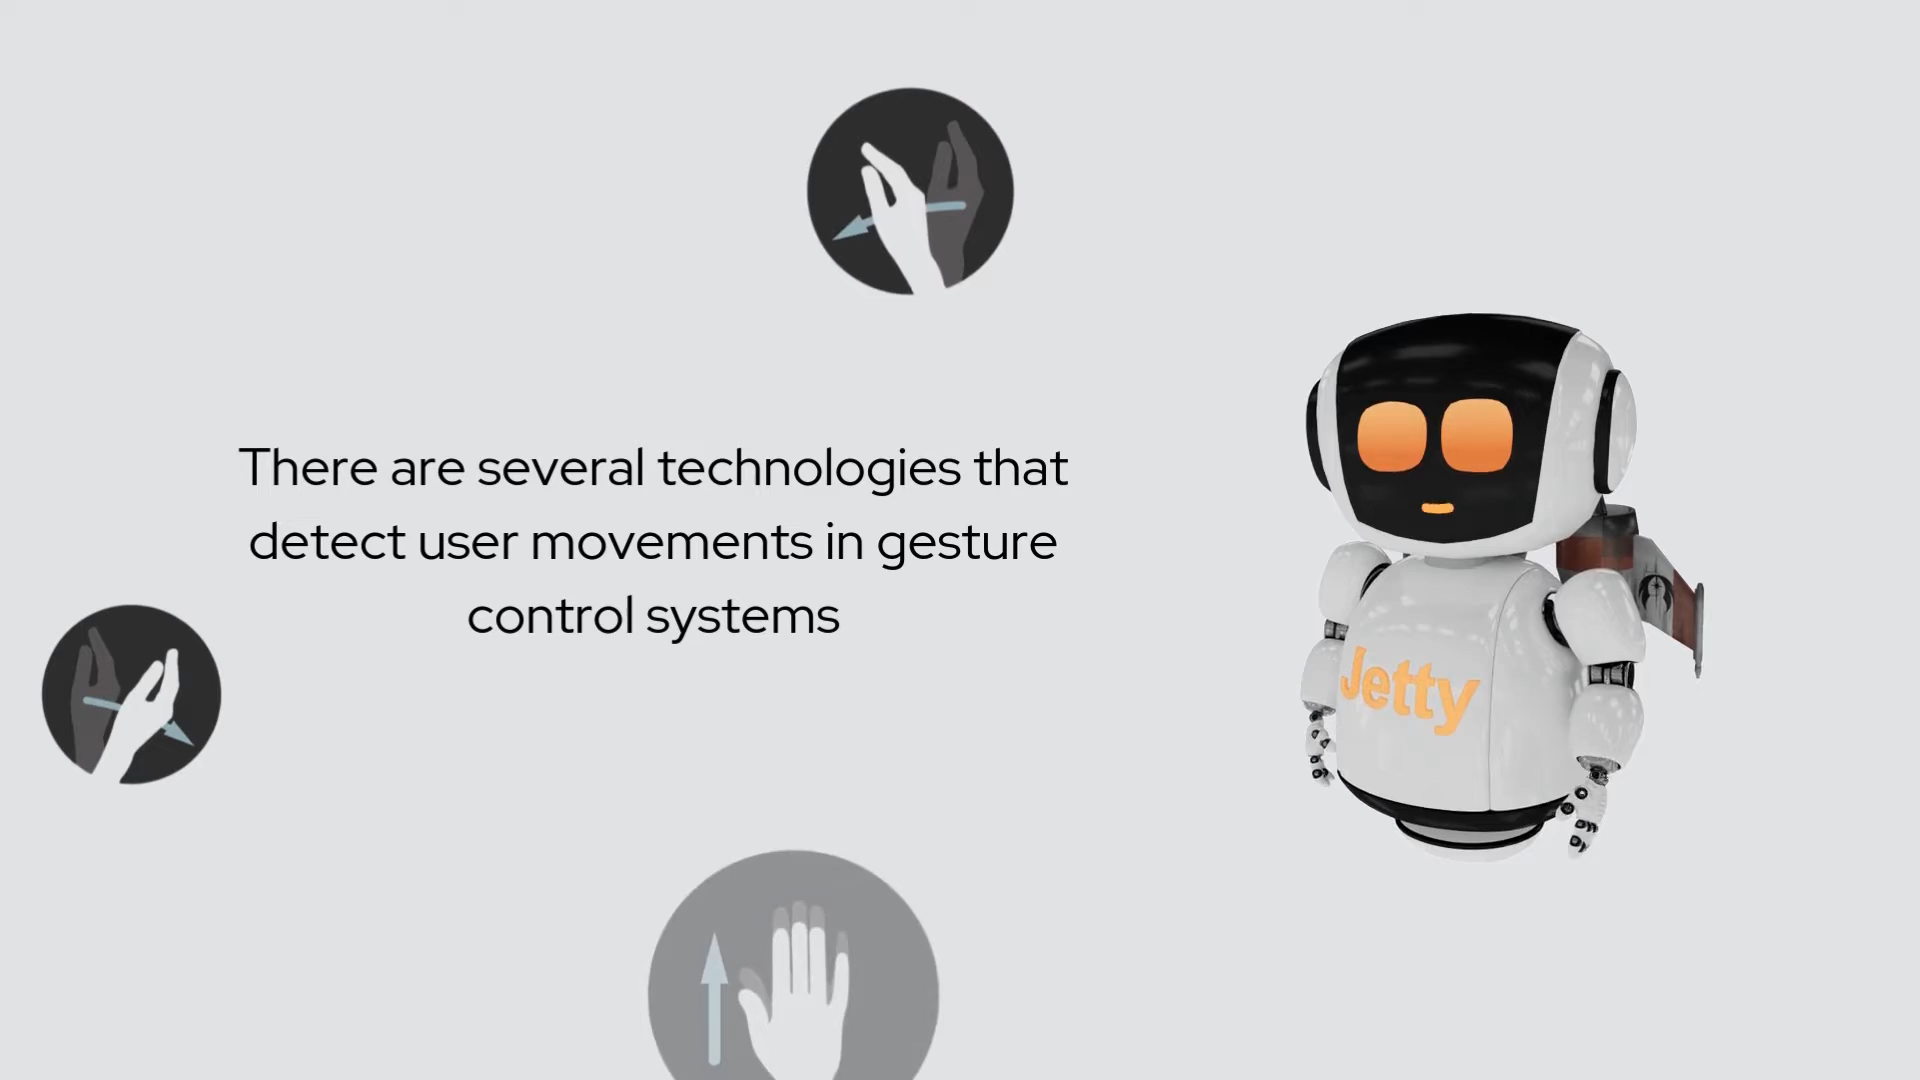 There are several technologies that
detect user movements in gesture
control systems
Jetty